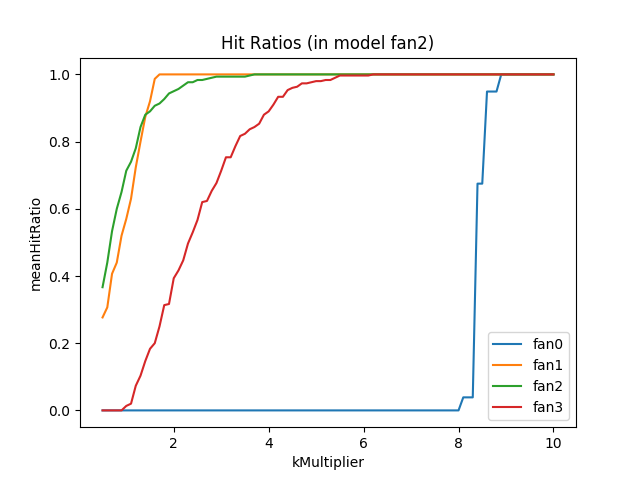 Hit Ratios (in model fan2)
meanHitRatio
1.0
0.8
0.6
0.4
0.2
0.0
2
4
6
8
10
kMultiplier
fan0
fan1
fan2
fan3